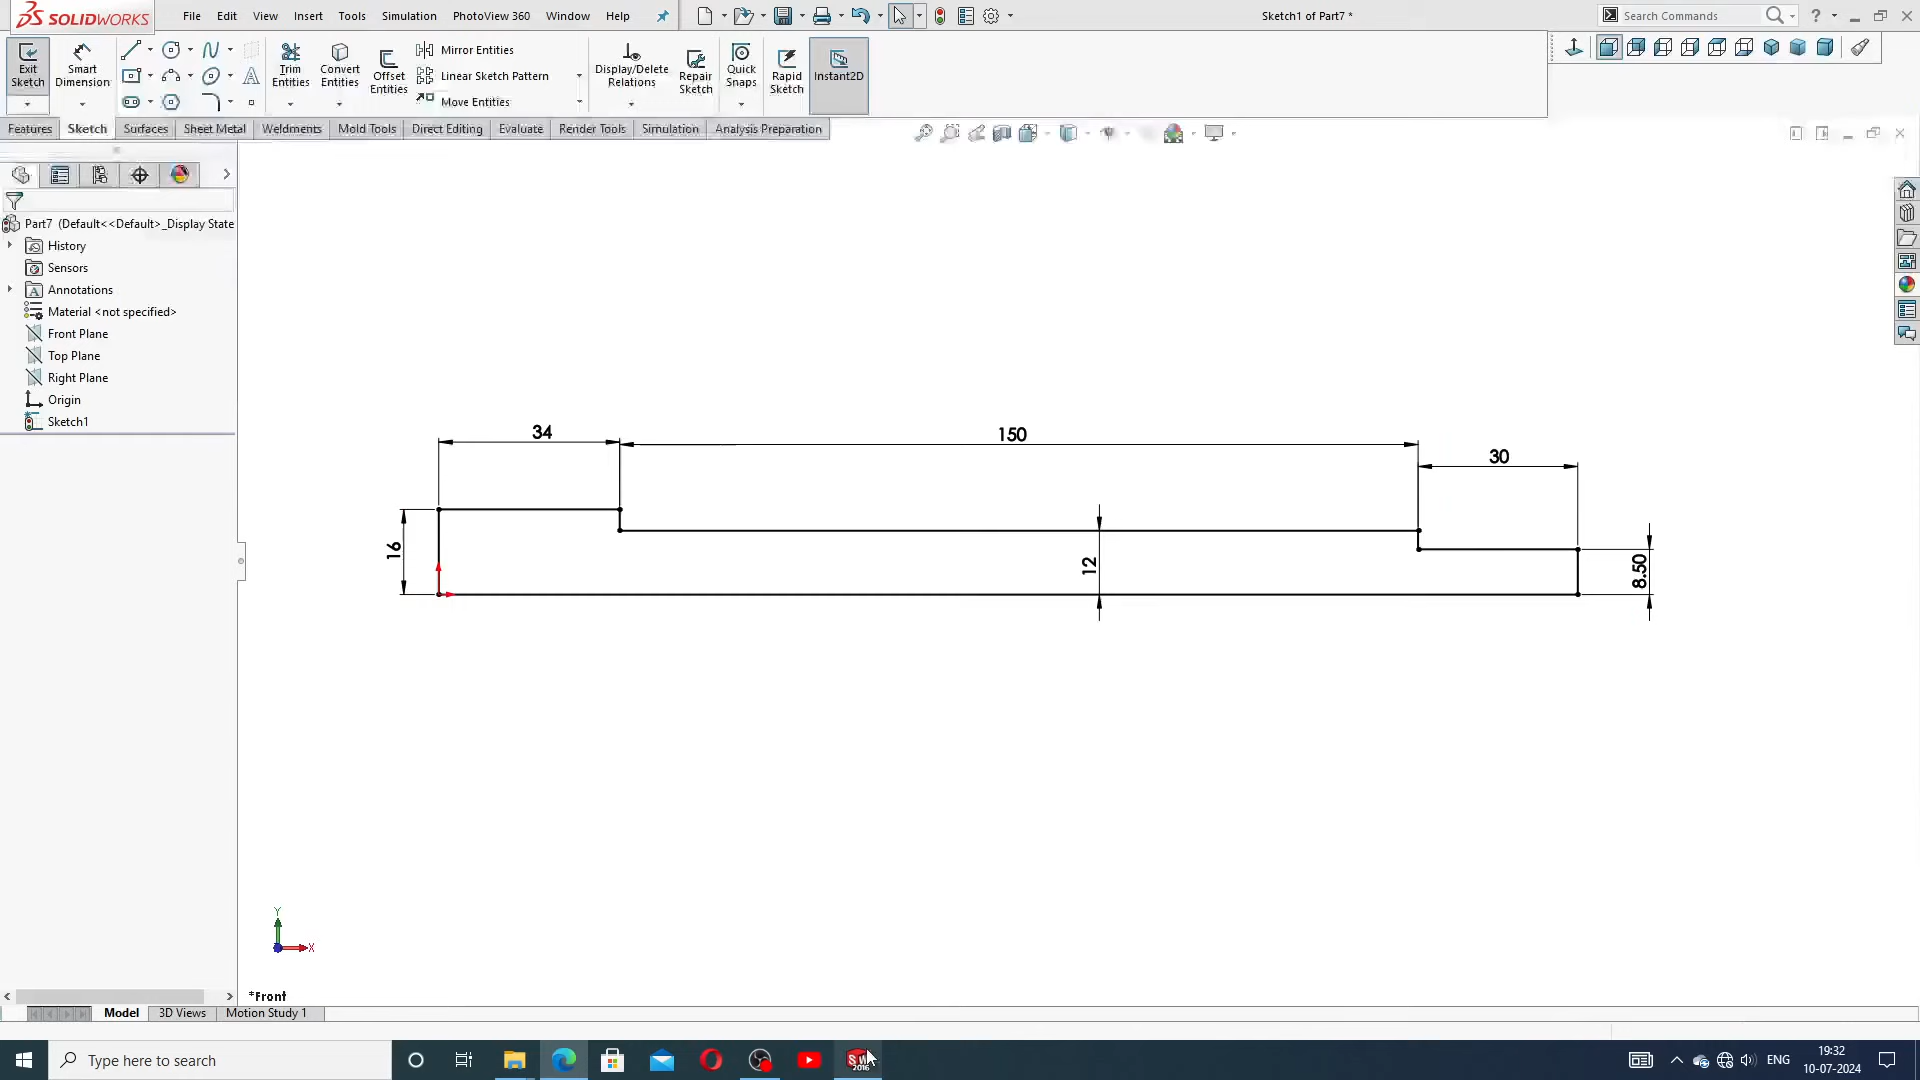 SOLIDWORKS
File Edit View Insert Tools Simulation PhotoView 360 Window Help
Sketch1 of Part7 *
Search Commands
?
Exit Sketch
Smart Dimension
Trim Entities
Convert Entities
Offset Entities
Mirror Entities
Linear Sketch Pattern
Move Entities
Display/Delete Relations
Repair Sketch
Quick Snaps
Rapid Sketch
Instant2D
Features Sketch Surfaces Sheet Metal Weldments Mold Tools Direct Editing Evaluate Render Tools Simulation Analysis Preparation
Part7 (Default<<Default>_Display State
History
Sensors
Annotations
Material <not specified>
Front Plane
Top Plane
Right Plane
Origin
Sketch1
34
150
30
16
12
8.50
Y
X
*Front
Model 3D Views Motion Study 1
Type here to search
SW
2016
ENG
19:32
10-07-2024